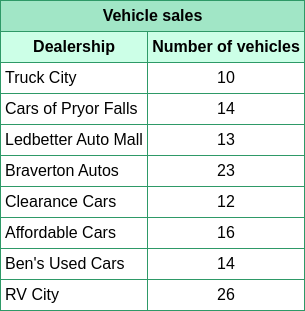 Vehicle sales
Dealership Number of vehicles
Truck City 10
Cars of Pryor Falls 14
Ledbetter Auto Mall 13
Braverton Autos 23
Clearance Cars 12
Affordable Cars 16
Ben's Used Cars 14
RV City 26